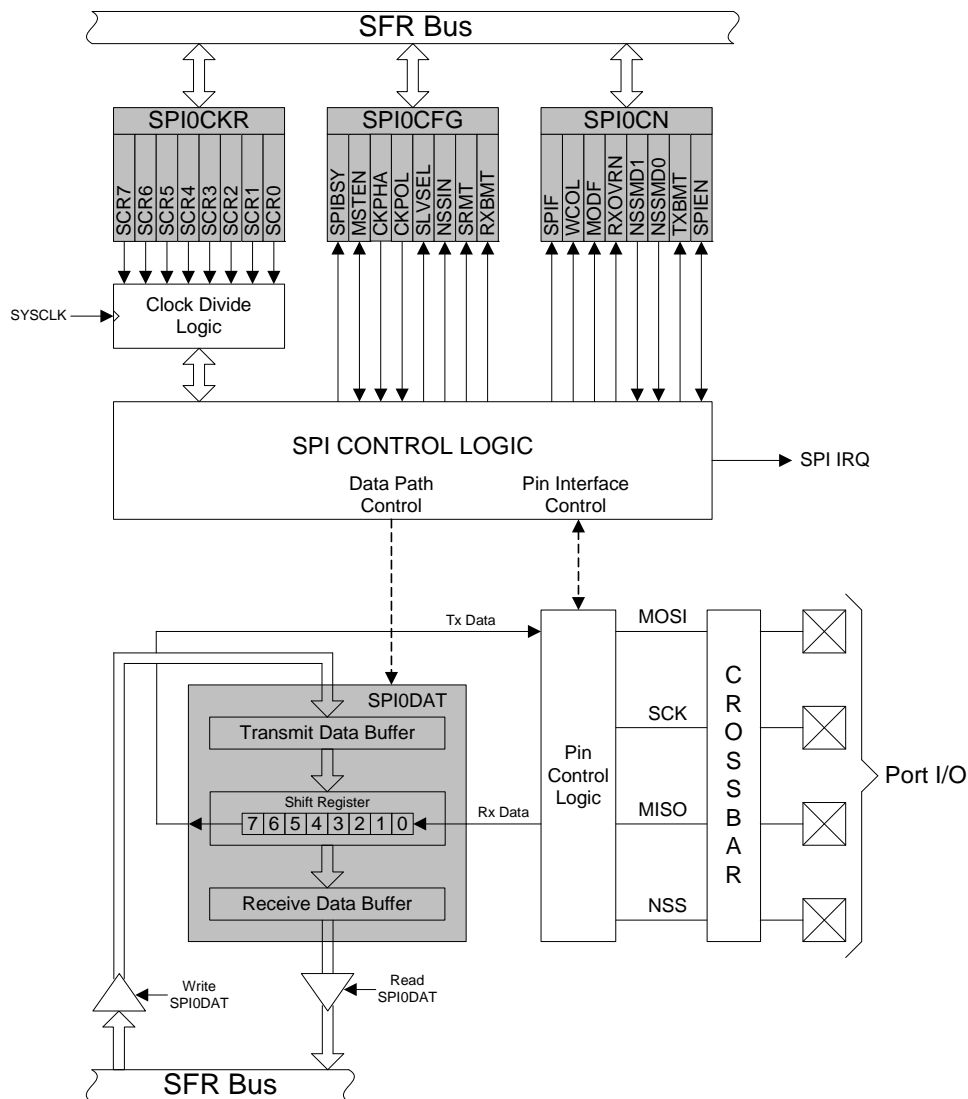 SFR Bus
SPI0CKR
SPI0CFG
SPI0CN
SCR7
SCR6
SCR5
SCR4
SCR3
SCR2
SCR1
SCR0
SPIBSY
MSTEN
CKPHA
CKPOL
SLVSEL
NSSIN
SRMT
RXBMT
SPIF
WCOL
MODF
RXOVRN
NSSMD1
NSSMD0
TXBMT
SPIEN
SYSCLK
Clock Divide
Logic
SPI CONTROL LOGIC
SPI IRQ
Data Path
Control
Pin Interface
Control
Tx Data
MOSI
SPI0DAT
Transmit Data Buffer
SCK
Shift Register
7 6 5 4 3 2 1 0
Rx Data
Pin
Control
Logic
MISO
Receive Data Buffer
NSS
CROSSBAR
Port I/O
Write
SPI0DAT
Read
SPI0DAT
SFR Bus